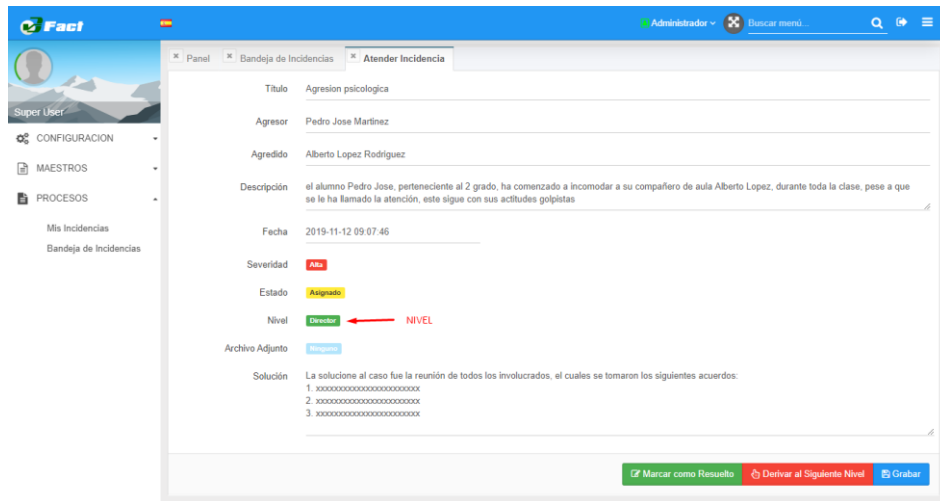 Fact
Administrador
Buscar menú...
Panel
Bandeja de Incidencias
Atender Incidencia
Super User
CONFIGURACION
MAESTROS
PROCESOS
Mis Incidencias
Bandeja de Incidencias
Título Agresion psicologica
Agresor Pedro Jose Martinez
Agredido Alberto Lopez Rodriguez
Descripción el alumno Pedro Jose, perteneciente al 2 grado, ha comenzado a incomodar a su compañero de aula Alberto Lopez, durante toda la clase, pese a que
se le ha llamado la atención, este sigue con sus actitudes golpistas
Fecha 2019-11-12 09:07:46
Severidad Alta
Estado Asignado
Nivel Director NIVEL
Archivo Adjunto Ninguno
Solución La solucione al caso fue la reunión de todos los involucrados, el cuales se tomaron los siguientes acuerdos:
1. xxxxxxxxxxxxxxxxxxxxxxx
2. xxxxxxxxxxxxxxxxxxxxxxx
3. xxxxxxxxxxxxxxxxxxxxxxx
Marcar como Resuelto
Derivar al Siguiente Nivel
Grabar